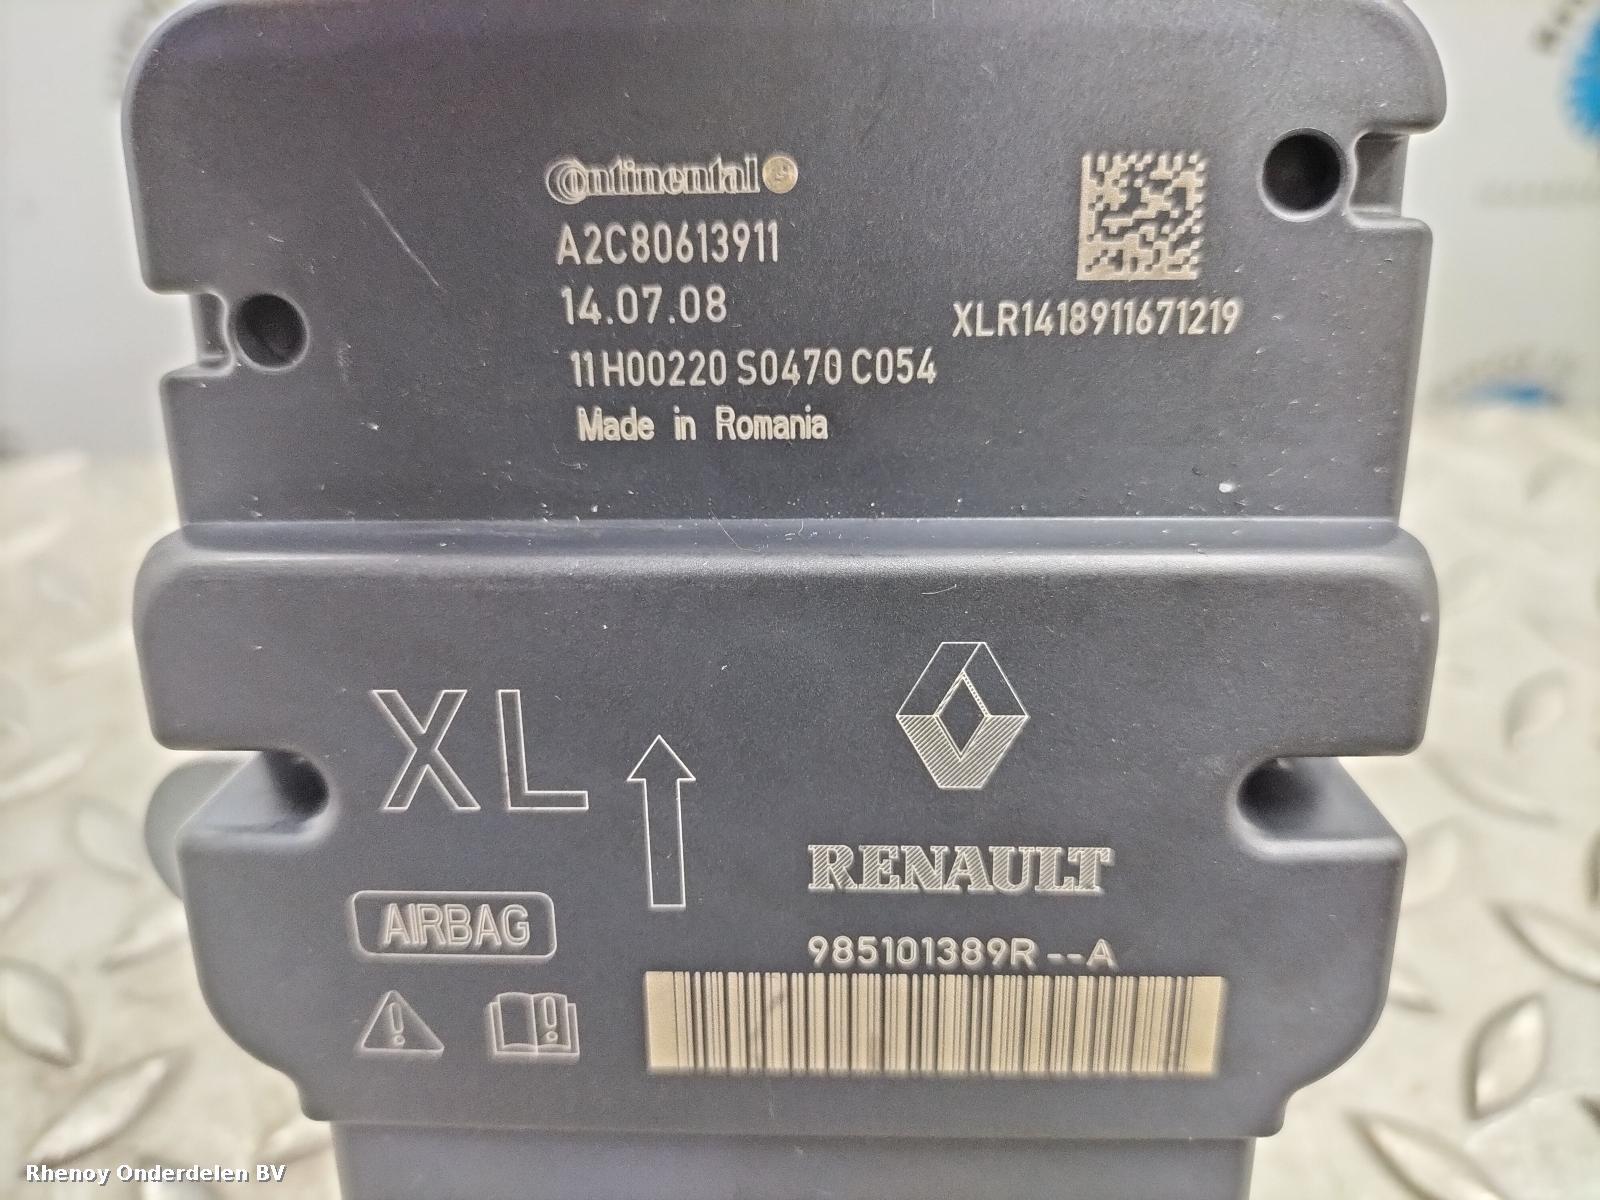 Continental
A2C80613911
14.07.08
XLR1418911671219
11H00220 S0470 C054
Made in Romania
XL
RENAULT
AIRBAG
985101389R--A
Rhenoy Onderdelen BV